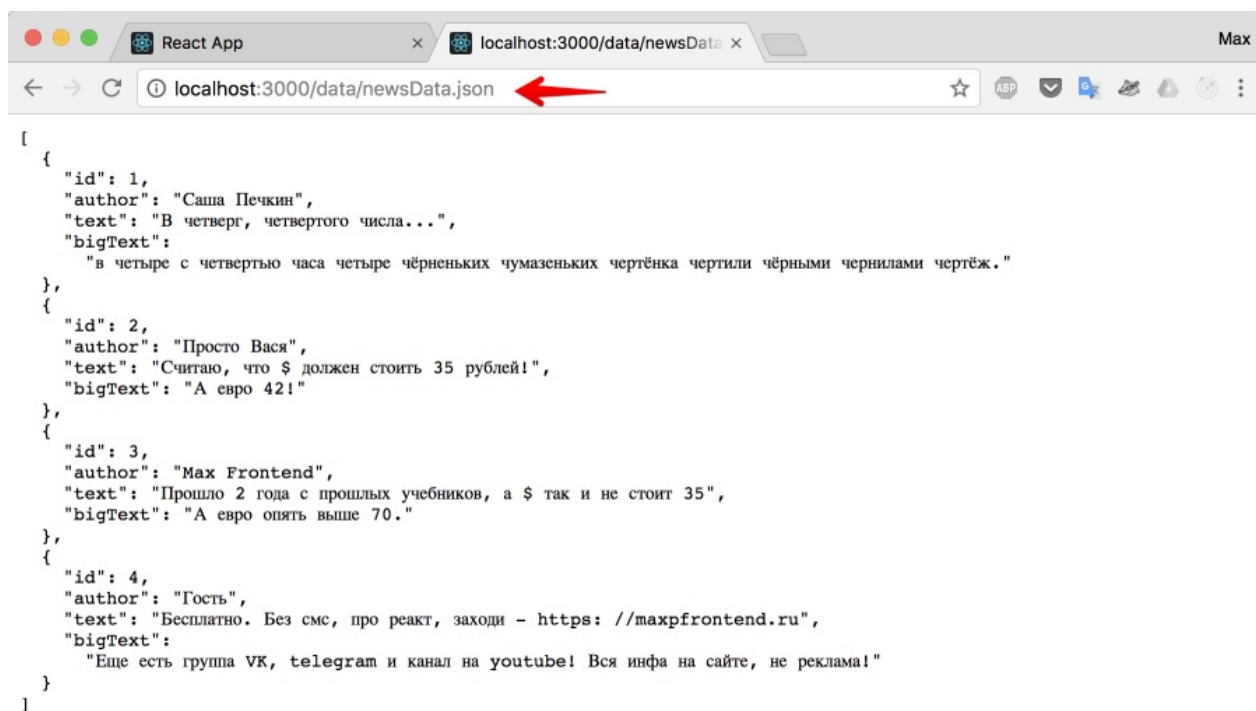 React App
localhost:3000/data/newsData
Max
localhost:3000/data/newsData.json
ABP
[
{
"id": 1,
"author": "Саша Печкин",
"text": "В четверг, четвертого числа...",
"bigText":
"в четыре с четвертью часа четыре чёрненьких чумазеньких чертёнка чертили чёрными чернилами чертёж."
},
{
"id": 2,
"author": "Просто Вася",
"text": "Считаю, что $ должен стоить 35 рублей!",
"bigText": "А евро 42!"
},
{
"id": 3,
"author": "Max Frontend",
"text": "Прошло 2 года с прошлых учебников, а $ так и не стоит 35",
"bigText": "А евро опять выше 70."
},
{
"id": 4,
"author": "Гость",
"text": "Бесплатно. Без смс, про реакт, заходи - https: //maxpfrontend.ru",
"bigText":
"Еще есть группа VK, telegram и канал на youtube! Вся инфа на сайте, не реклама!"
}
]